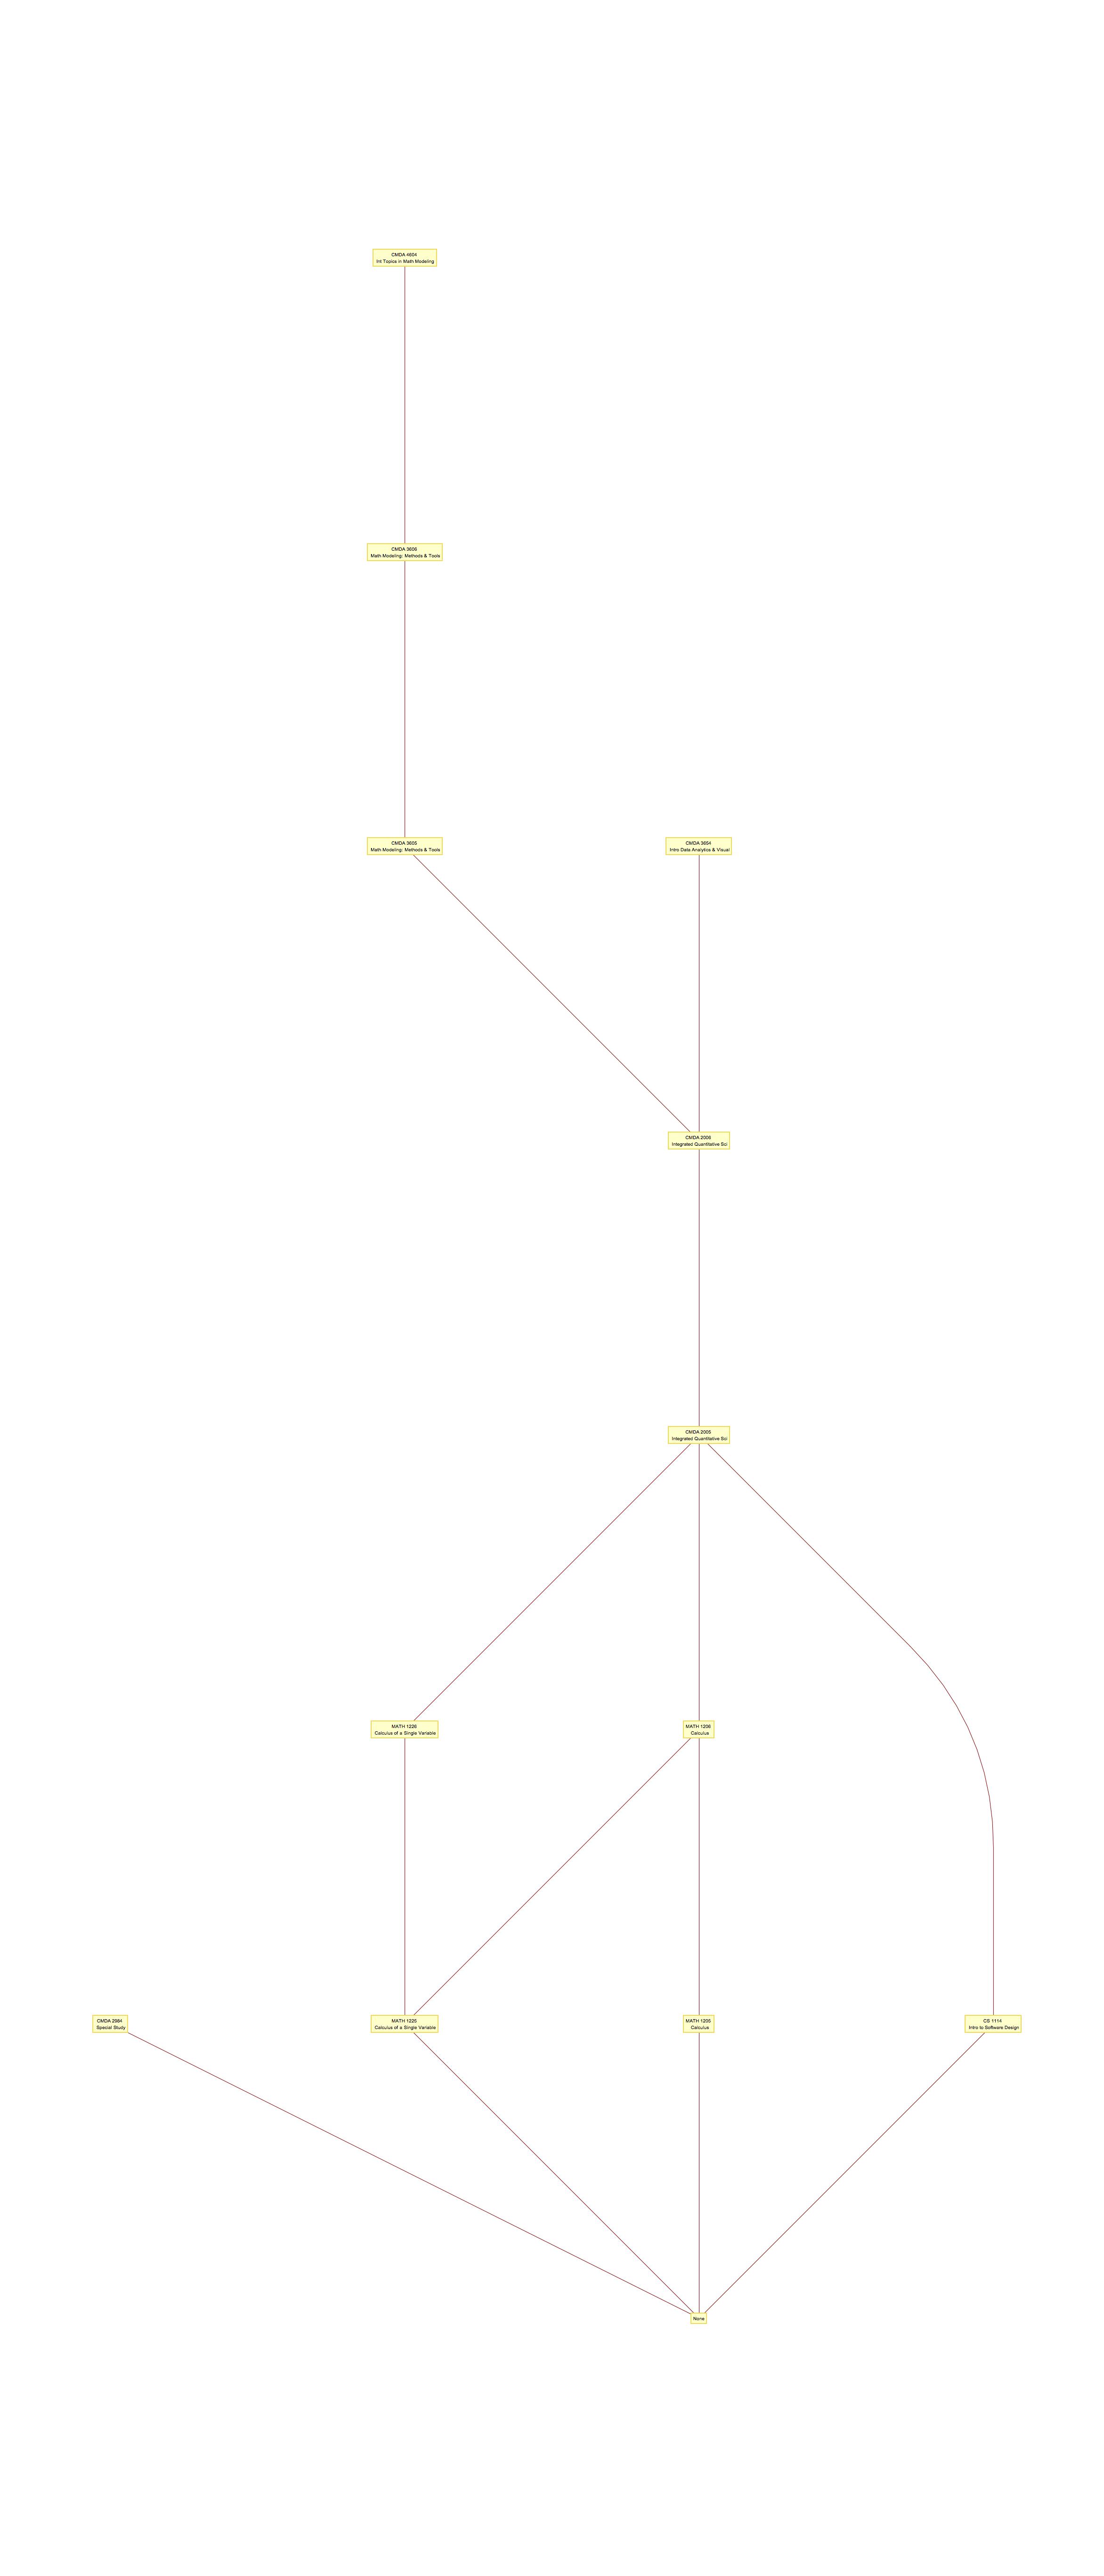 CMDA 4604
Int Topics in Math Modeling
CMDA 3606
Math Modeling: Methods & Tools
CMDA 3605
Math Modeling: Methods & Tools
CMDA 3654
Intro Data Analytics & Visual
CMDA 2006
Integrated Quantitative Sci
CMDA 2005
Integrated Quantitative Sci
MATH 1226
Calculus of a Single Variable
MATH 1206
Calculus
CMDA 2984
Special Study
MATH 1225
Calculus of a Single Variable
MATH 1205
Calculus
CS 1114
Intro to Software Design
None